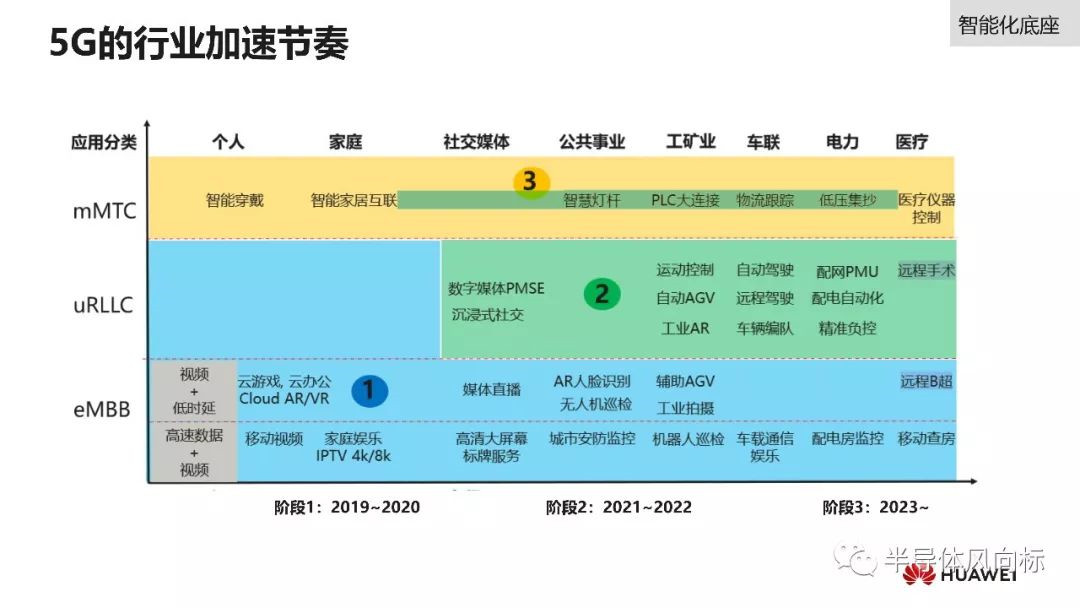 5G的行业加速节奏
智能化底座
应用分类 个人 家庭 社交媒体 公共事业 工矿业 车联 电力 医疗
3
mMTC 智能穿戴 智能家居互联 智慧灯杆 PLC大连接 物流跟踪 低压集抄 医疗仪器
控制
运动控制 自动驾驶 配网PMU 远程手术
uRLLC 数字媒体PMSE 2 自动AGV 远程驾驶 配电自动化
沉浸式社交 工业AR 车辆编队 精准负控
视频
+
低时延
云游戏, 云办公
Cloud AR/VR
1
媒体直播
AR人脸识别
无人机巡检
辅助AGV
工业拍摄
远程B超
eMBB
高速数据
+
视频
移动视频
家庭娱乐
IPTV 4k/8k
高清大屏幕
标牌服务
城市安防监控
机器人巡检
车载通信
娱乐
配电房监控
移动查房
阶段1：2019~2020 阶段2：2021~2022 阶段3：2023~
半导体风向标
HUAWEI